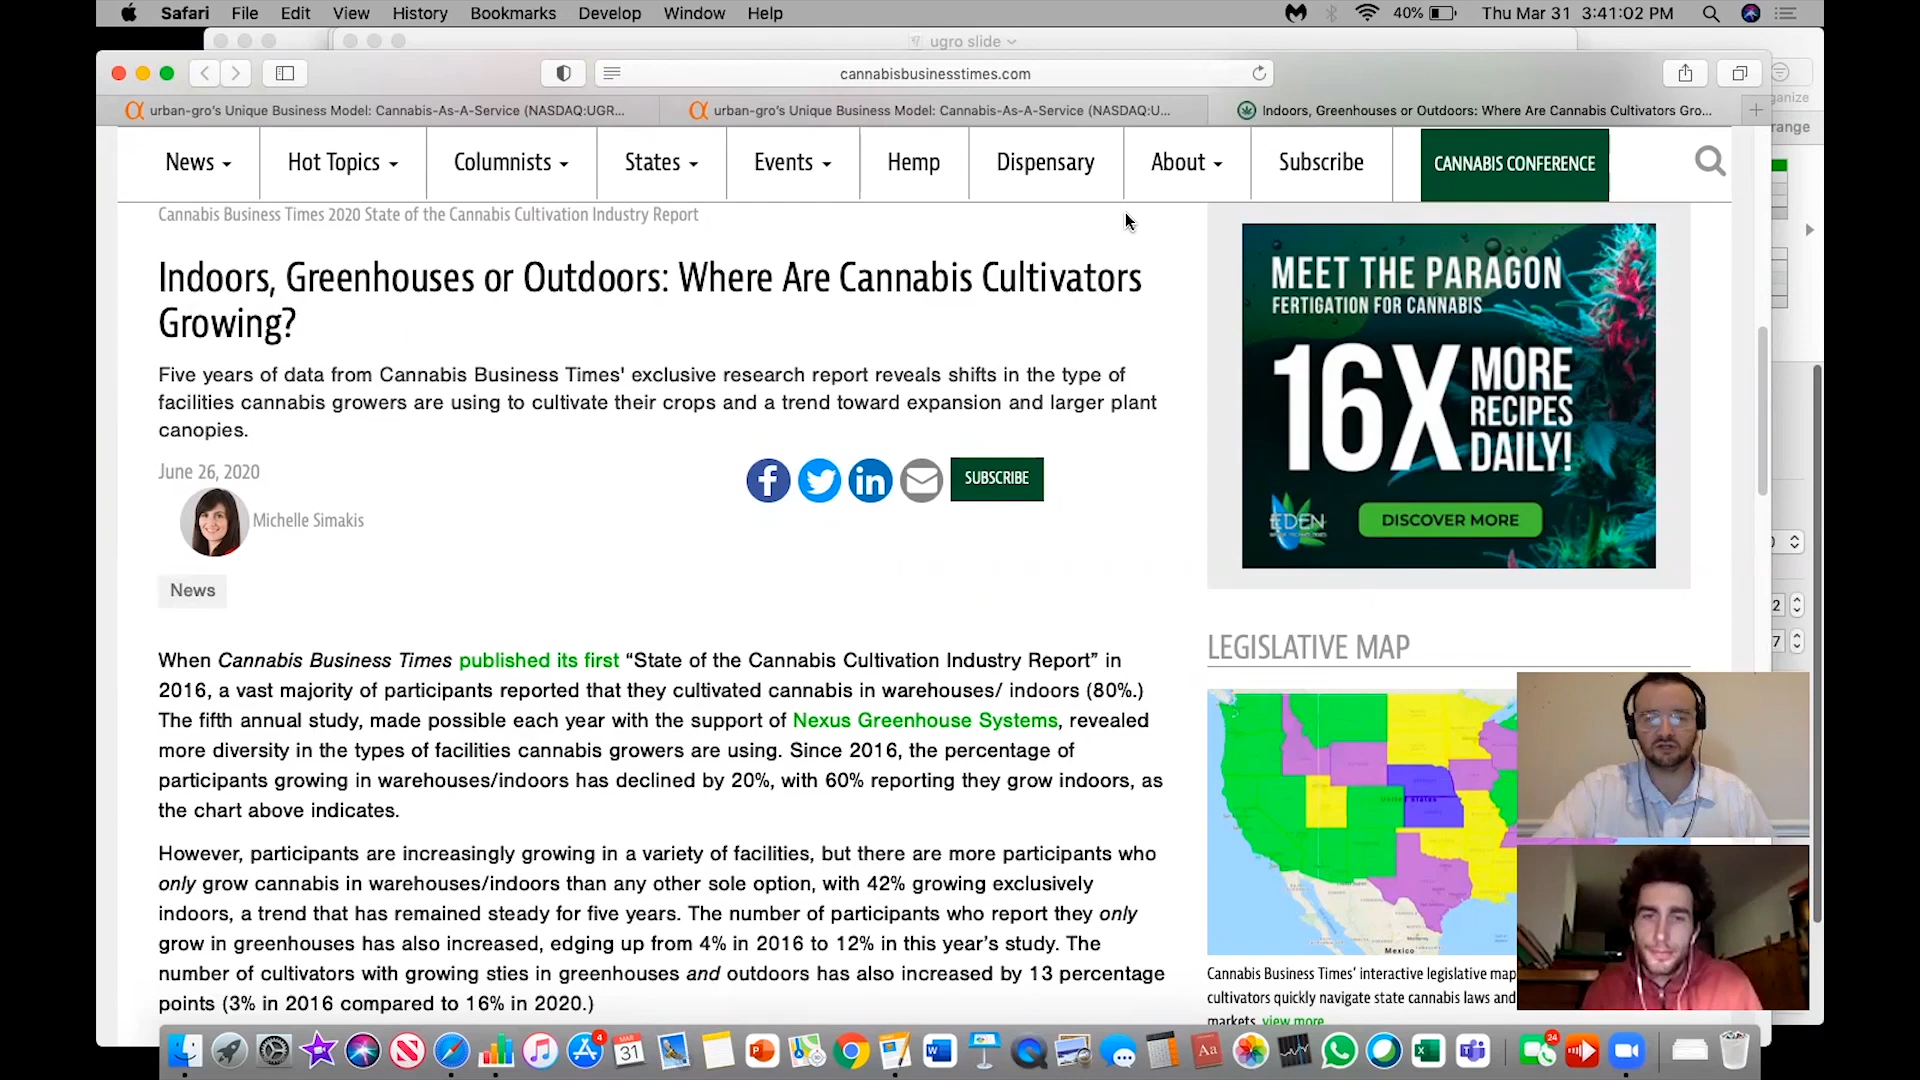 Safari File Edit View History Bookmarks Develop Window Help 40% Thu Mar 31 3:41:02 PM
ugro slide
cannabisbusinesstimes.com
urban-gro's Unique Business Model: Cannabis-As-A-Service (NASDAQ:UGR...
urban-gro's Unique Business Model: Cannabis-As-A-Service (NASDAQ:U...
Indoors, Greenhouses or Outdoors: Where Are Cannabis Cultivators Gro...
ganize
range
News Hot Topics Columnists States Events Hemp Dispensary About Subscribe CANNABIS CONFERENCE
Cannabis Business Times 2020 State of the Cannabis Cultivation Industry Report
Indoors, Greenhouses or Outdoors: Where Are Cannabis Cultivators
Growing?
Five years of data from Cannabis Business Times' exclusive research report reveals shifts in the type of
facilities cannabis growers are using to cultivate their crops and a trend toward expansion and larger plant
canopies.
June 26, 2020
SUBSCRIBE
Michelle Simakis
News
When Cannabis Business Times published its first “State of the Cannabis Cultivation Industry Report” in
2016, a vast majority of participants reported that they cultivated cannabis in warehouses/ indoors (80%.)
The fifth annual study, made possible each year with the support of Nexus Greenhouse Systems, revealed
more diversity in the types of facilities cannabis growers are using. Since 2016, the percentage of
participants growing in warehouses/indoors has declined by 20%, with 60% reporting they grow indoors, as
the chart above indicates.
However, participants are increasingly growing in a variety of facilities, but there are more participants who
only grow cannabis in warehouses/indoors than any other sole option, with 42% growing exclusively
indoors, a trend that has remained steady for five years. The number of participants who report they only
grow in greenhouses has also increased, edging up from 4% in 2016 to 12% in this year’s study. The
number of cultivators with growing sties in greenhouses and outdoors has also increased by 13 percentage
points (3% in 2016 compared to 16% in 2020.)
MEET THE PARAGON
FERTIGATION FOR CANNABIS
16X MORE
RECIPES
DAILY!
EDEN
DISCOVER MORE
LEGISLATIVE MAP
Mexico
Cannabis Business Times’ interactive legislative map
cultivators quickly navigate state cannabis laws and
markets. view more
2
7
4
MAR
31
Aa
24